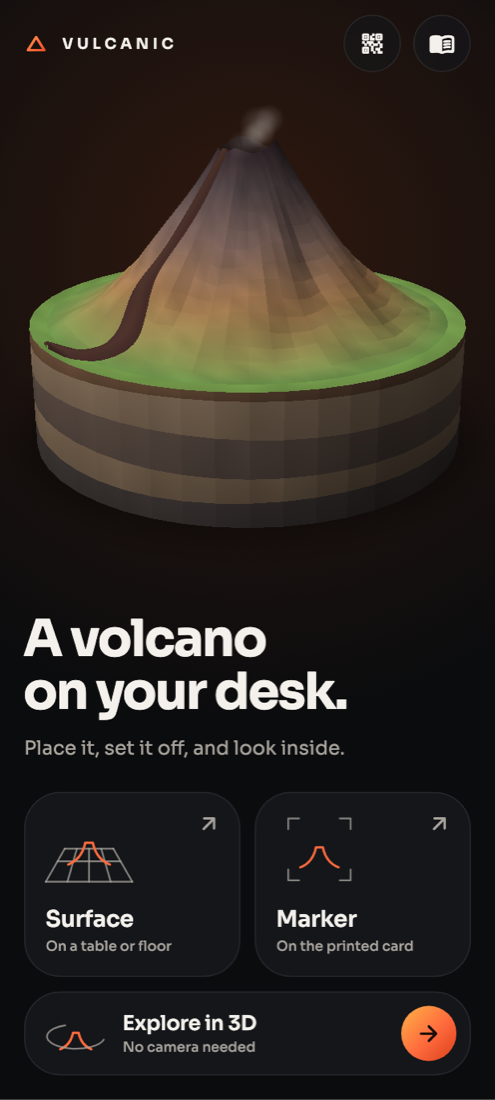 VULCANIC
A volcano
on your desk.
Place it, set it off, and look inside.
Surface
On a table or floor
Marker
On the printed card
Explore in 3D
No camera needed